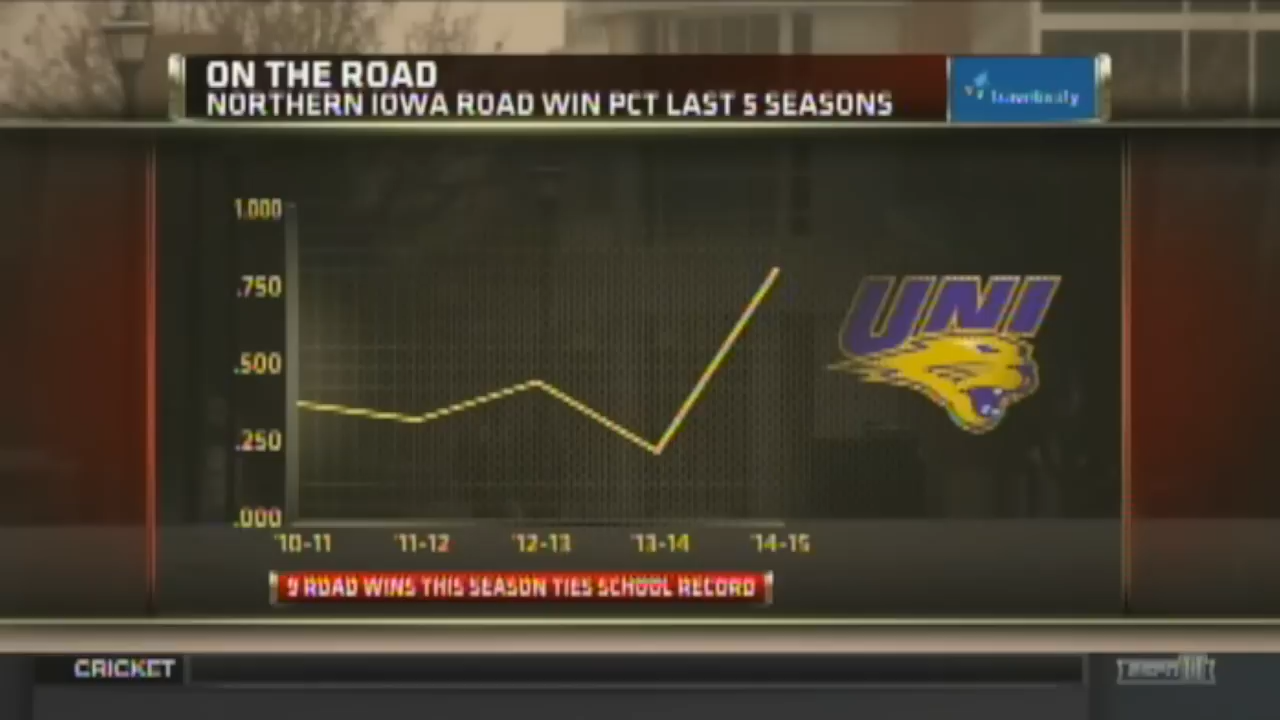 ON THE ROAD
NORTHERN IOWA ROAD WIN PCT LAST 5 SEASONS
travelocity
1.000
.750
.500
.250
.000
'10-11 '11-12 '12-13 '13-14 '14-15
UNI
9 ROAD WINS THIS SEASON TIES SCHOOL RECORD
CRICKET